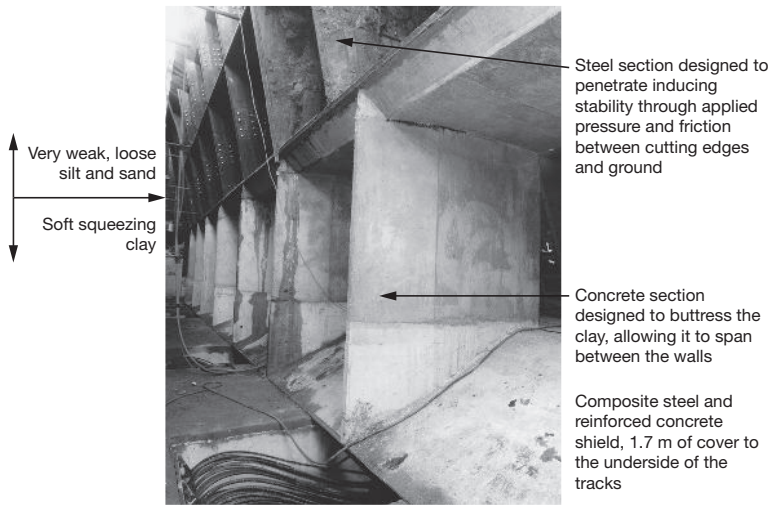 Steel section designed to
penetrate inducing
stability through applied
pressure and friction
between cutting edges
and ground
Very weak, loose
silt and sand
Soft squeezing
clay
Concrete section
designed to buttress the
clay, allowing it to span
between the walls
Composite steel and
reinforced concrete
shield, 1.7 m of cover to
the underside of the
tracks